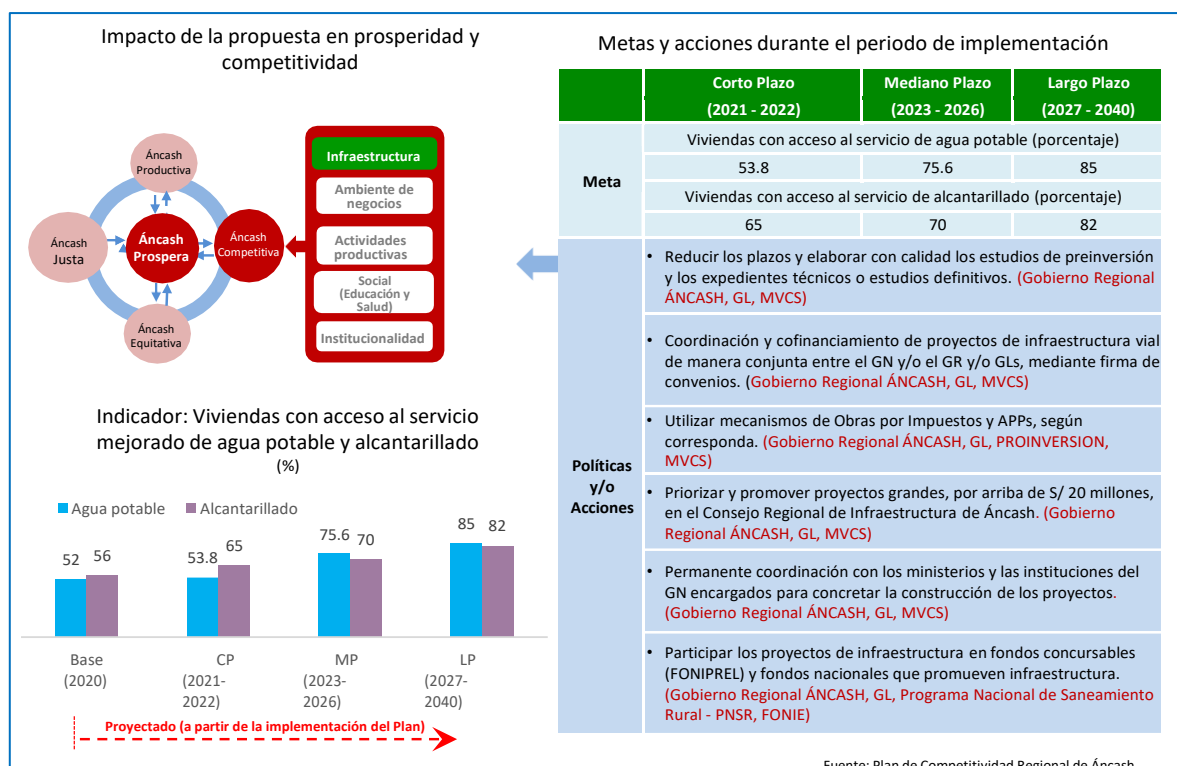 Impacto de la propuesta en prosperidad y
competitividad
Áncash
Productiva
Áncash
Justa
Áncash
Prospera
Áncash
Competitiva
Áncash
Equitativa
Infraestructura
Ambiente de
negocios
Actividades
productivas
Social
(Educación y
Salud)
Institucionalidad
Indicador: Viviendas con acceso al servicio
mejorado de agua potable y alcantarillado
(%)
Agua potable Alcantarillado
52 56 53.8 65 75.6 70 85 82
Base CP MP LP
(2020) (2021- (2023- (2027-
2022) 2026) 2040)
Proyectado (a partir de la implementación del Plan)
Metas y acciones durante el periodo de implementación
Corto Plazo Mediano Plazo Largo Plazo
(2021 - 2022) (2023 - 2026) (2027 - 2040)
Meta
Viviendas con acceso al servicio de agua potable (porcentaje)
53.8 75.6 85
Viviendas con acceso al servicio de alcantarillado (porcentaje)
65 70 82
Políticas
y/o
Acciones
• Reducir los plazos y elaborar con calidad los estudios de preinversión
y los expedientes tecnicos o estudios definitivos. (Gobierno Regional
ÁNCASH, GL, MVCS)
• Coordinación y cofinanciamiento de proyectos de infraestructura vial
de manera conjunta entre el GN y/o el GR y/o GLs, mediante firma de
convenios. (Gobierno Regional ÁNCASH, GL, MVCS)
• Utilizar mecanismos de Obras por Impuestos y APPs, según
corresponda. (Gobierno Regional ÁNCASH, GL, PROINVERSION,
MVCS)
• Priorizar y promover proyectos grandes, por arriba de S/ 20 millones,
en el Consejo Regional de Infraestructura de Áncash. (Gobierno
Regional ÁNCASH, GL, MVCS)
• Permanente coordinación con los ministerios y las instituciones del
GN encargados para concretar la construcción de los proyectos.
(Gobierno Regional ÁNCASH, GL, MVCS)
• Participar los proyectos de infraestructura en fondos concursables
(FONIPREL) y fondos nacionales que promueven infraestructura.
(Gobierno Regional ÁNCASH, GL, Programa Nacional de Saneamiento
Rural - PNSR, FONIE)
Fuente: Plan de Competitividad Regional de Áncash